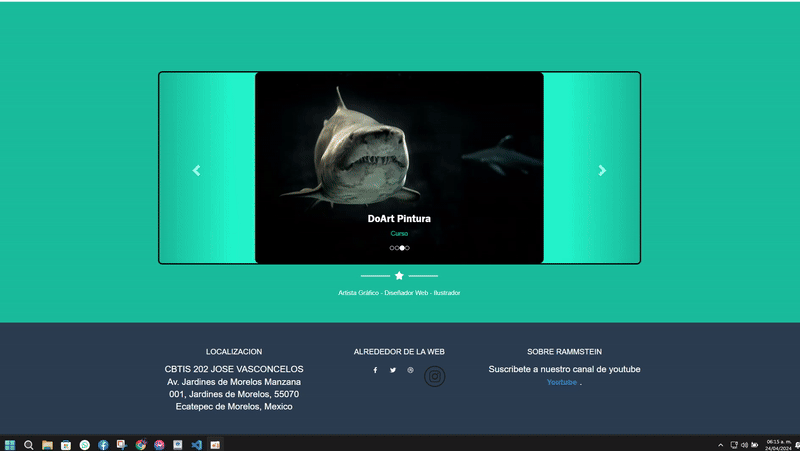 DoArt Pintura
Curso
Artista Gráfico - Diseñador Web - Ilustrador
LOCALIZACION
CBTIS 202 JOSE VASCONCELOS
Av. Jardines de Morelos Manzana
001, Jardines de Morelos, 55070
Ecatepec de Morelos, Mexico
ALREDEDOR DE LA WEB
SOBRE RAMMSTEIN
Suscribete a nuestro canal de youtube
Youtube .
06:15 a. m.
24/04/2024